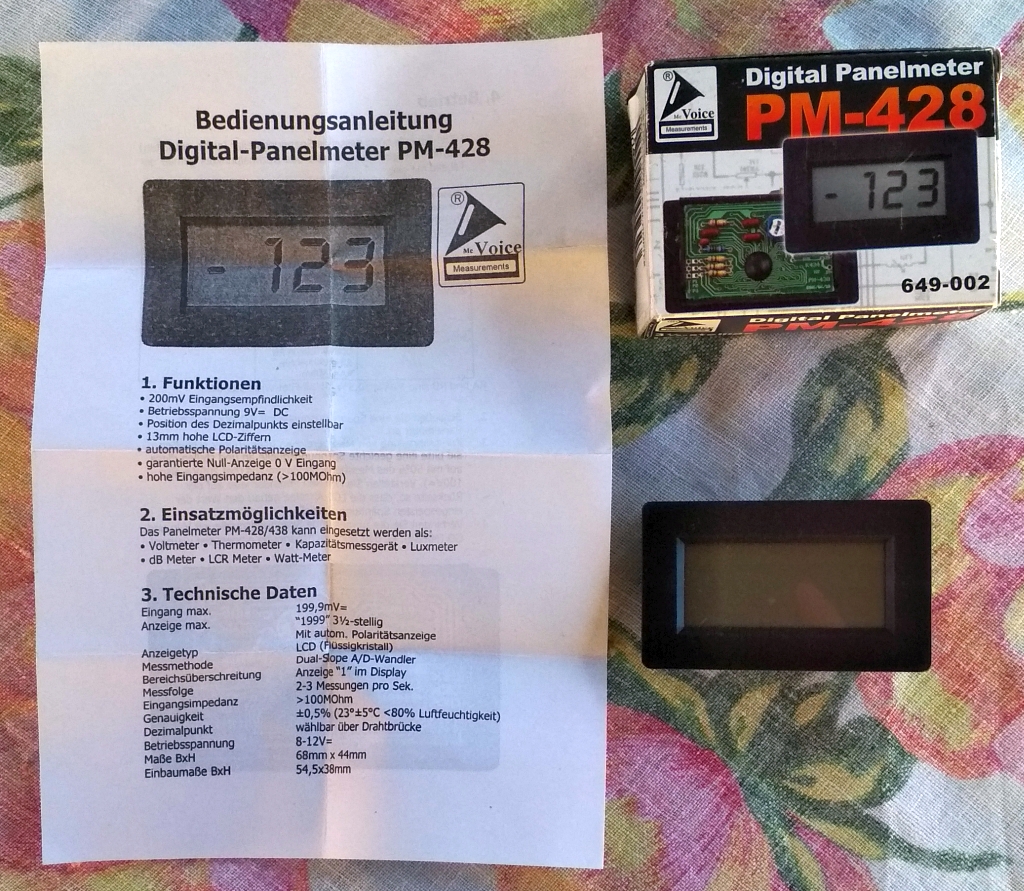 Bedienungsanleitung
Digital-Panelmeter PM-428
- 123
®
Mc Voice
Measurements
1. Funktionen
• 200mV Eingangsempfindlichkeit
• Betriebsspannung 9V= DC
• Position des Dezimalpunkts einstellbar
• 13mm hohe LCD-Ziffern
• automatische Polaritätsanzeige
• garantierte Null-Anzeige 0 V Eingang
• hohe Eingangsimpedanz (>100MOhm)
2. Einsatzmöglichkeiten
Das Panelmeter PM-428/438 kann eingesetzt werden als:
• Voltmeter • Thermometer • Kapazitätsmessgerät • Luxmeter
• dB Meter • LCR Meter • Watt-Meter
3. Technische Daten
Eingang max. 199,9mV=
Anzeige max. "1999" 3½-stellig
Mit autom. Polaritätsanzeige
Anzeigetyp LCD (Flüssigkristall)
Messmethode Dual-Slope A/D-Wandler
Bereichsüberschreitung Anzeige "1" im Display
Messfolge 2-3 Messungen pro Sek.
Eingangsimpedanz >100MOhm
Genauigkeit ±0,5% (23°±5°C <80% Luftfeuchtigkeit)
Dezimalpunkt wählbar über Drahtbrücke
Betriebsspannung 8-12V=
Maße BxH 68mm x 44mm
Einbaumaße BxH 54,5x38mm
®
Mc Voice
Measurements
Digital Panelmeter
PM-428
- 123
649-002
Digital Panelmeter
PM-428